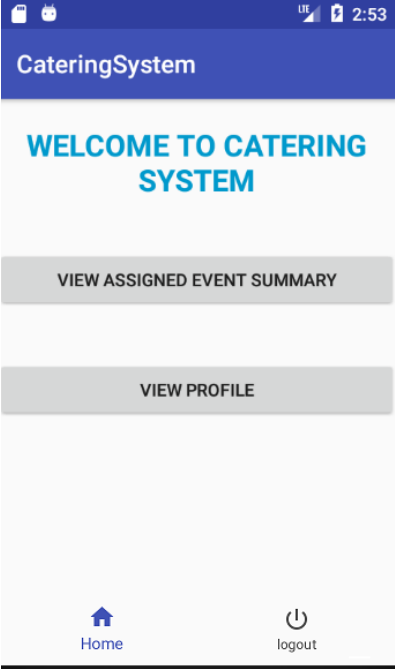 LTE 2:53
CateringSystem
WELCOME TO CATERING
SYSTEM
VIEW ASSIGNED EVENT SUMMARY
VIEW PROFILE
Home
logout